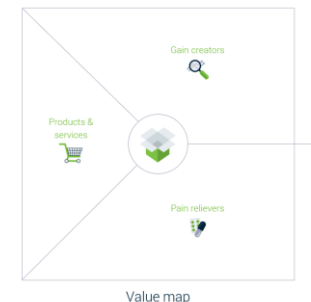 Gain creators
Products &
services
Pain relievers
Value map